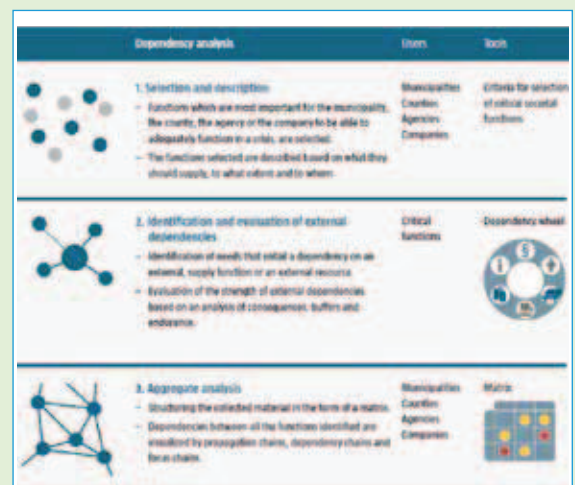 Dependency analysis Users Tools
1. Selection and description
– Functions which are most important for the municipality,
the county, the agency or the company to be able to
adequately function in a crisis, are selected.
– The functions selected are described based on what they
should supply, to what extent and to whom.
Municipalities
Counties
Agencies
Companies
Criteria for selection
of critical societal
functions
2. Identification and evaluation of external
dependencies
– Identification of needs that entail a dependency on an
external, supply function or an external resource.
– Evaluation of the strength of external dependencies
based on an analysis of consequences, buffers and
endurance.
Critical
functions
Dependency wheel
§
3. Aggregate analysis
– Structuring the collected material in the form of a matrix.
– Dependencies between all the functions identified are
visualized by propagation chains, dependency chains and
focus chains.
Municipalities
Counties
Agencies
Companies
Matrix